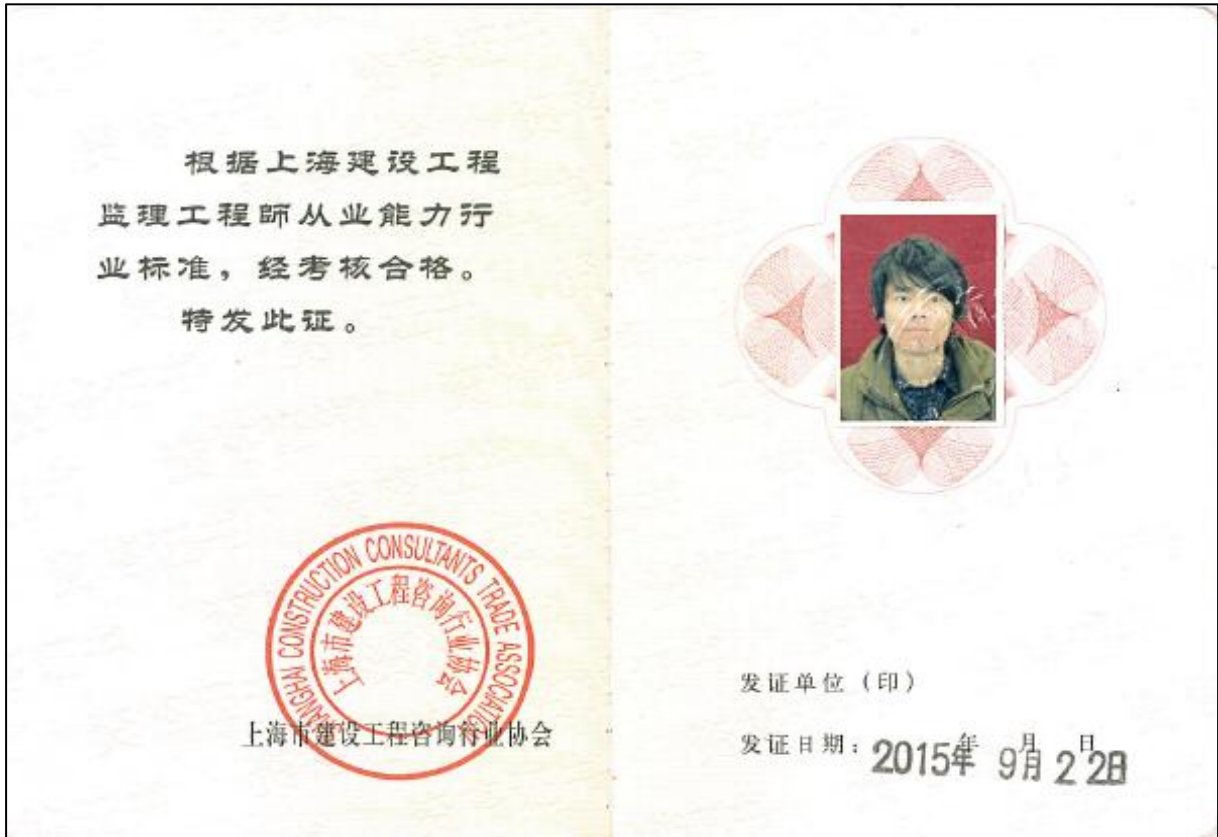 根据上海建设工程
监理工程师从业能力行
业标准，经考核合格。
特发此证。
SHANGHAI CONSTRUCTION CONSULTANTS TRADE ASSOCIATION
上海市建设工程咨询行业协会
上海市建设工程咨询行业协会
发证单位（印）
发证日期： 年 月 日
2015年 9月22日